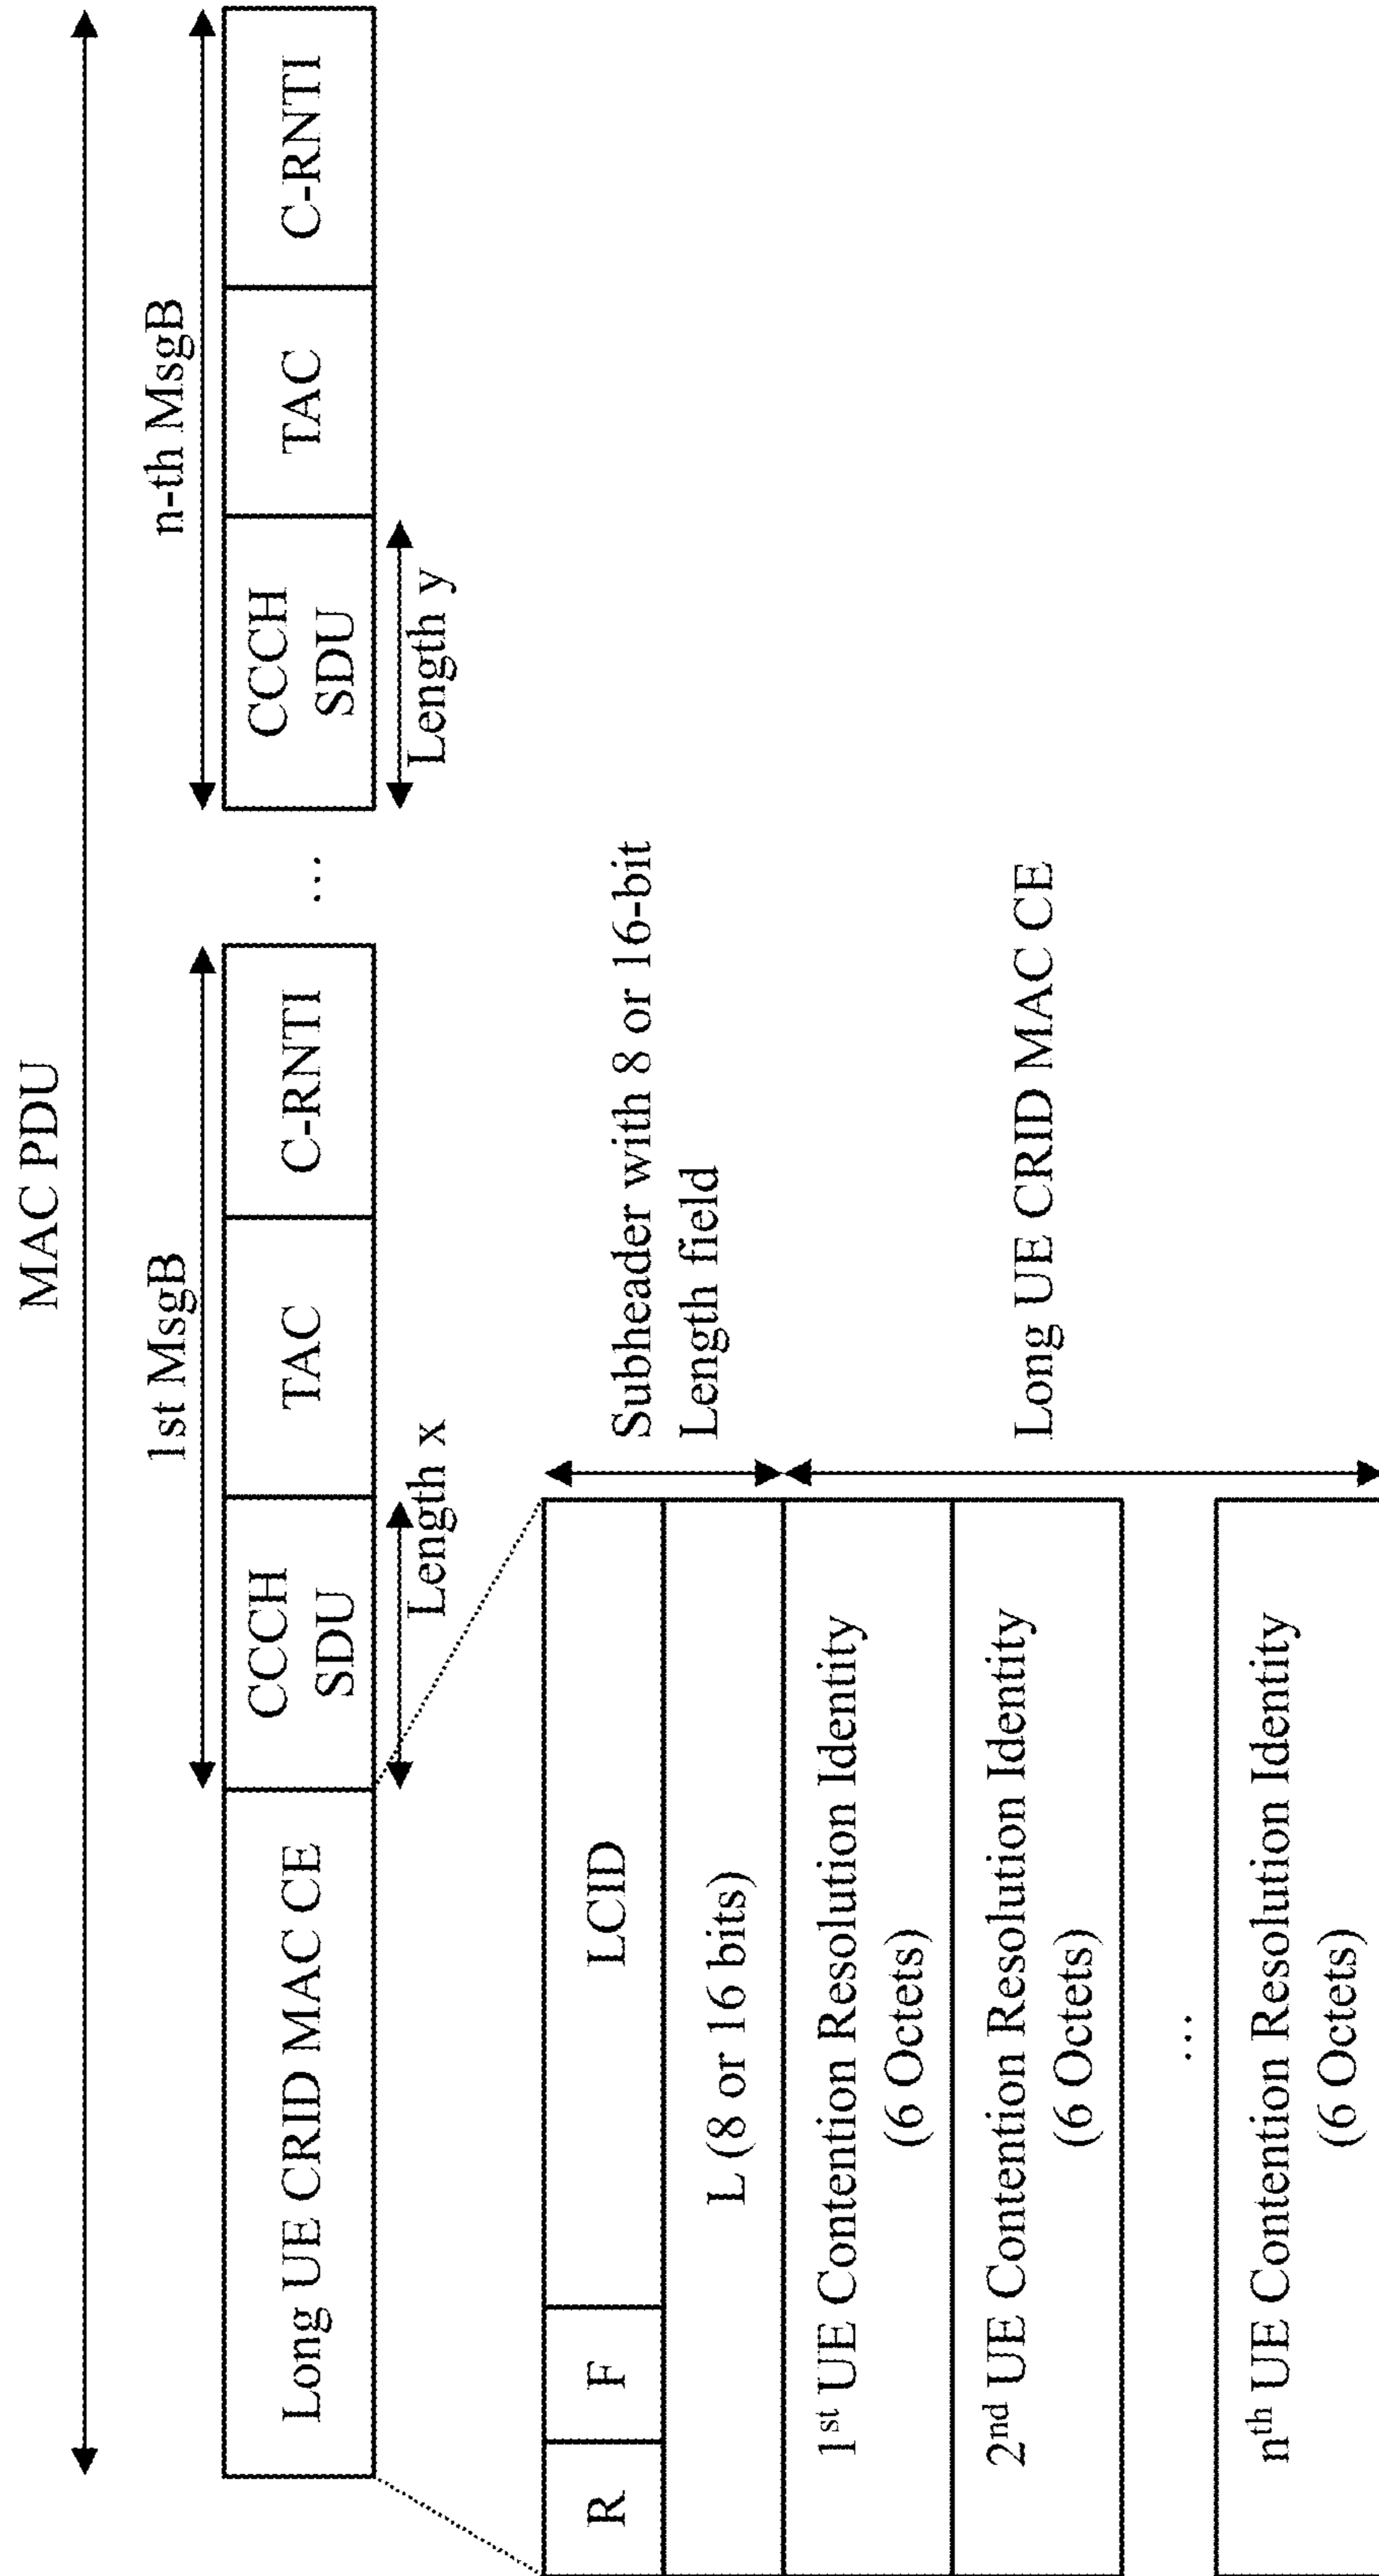 MAC PDU
1st MsgB
n-th MsgB
Long UE CRID MAC CE
CCCH
SDU
TAC
C-RNTI
...
CCCH
SDU
TAC
C-RNTI
Length x
Length y
R
F
LCID
Subheader with 8 or 16-bit
Length field
L (8 or 16 bits)
1st UE Contention Resolution Identity
(6 Octets)
2nd UE Contention Resolution Identity
(6 Octets)
Long UE CRID MAC CE
...
nth UE Contention Resolution Identity
(6 Octets)